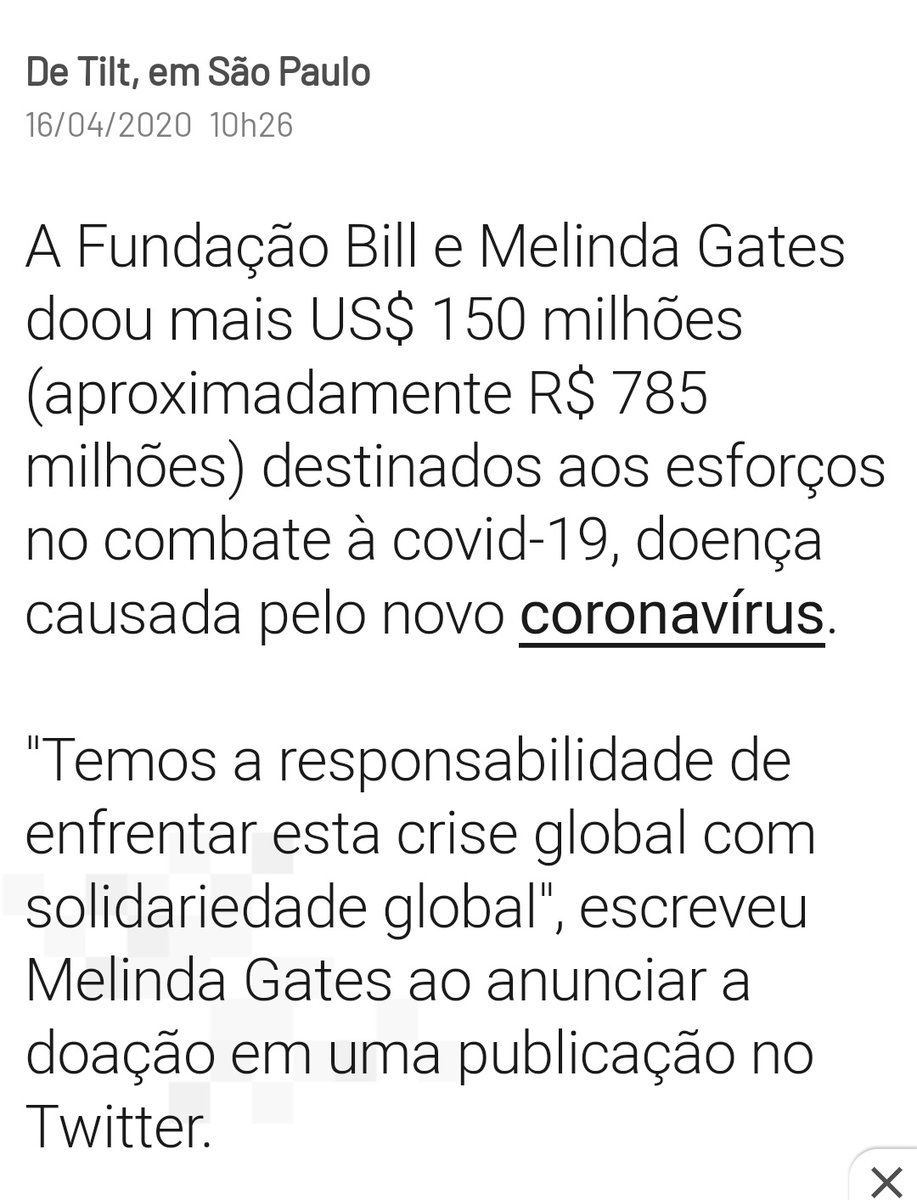 De Tilt, em São Paulo
16/04/2020 10h26
A Fundação Bill e Melinda Gates
doou mais US$ 150 milhões
(aproximadamente R$ 785
milhões) destinados aos esforços
no combate à covid-19, doença
causada pelo novo coronavírus.
"Temos a responsabilidade de
enfrentar esta crise global com
solidariedade global", escreveu
Melinda Gates ao anunciar a
doação em uma publicação no
Twitter.